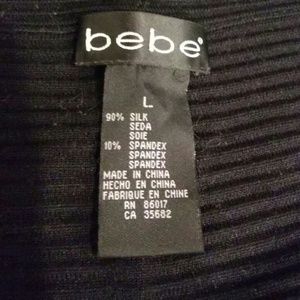 bebe®
L
90% SILK
SEDA
SOIE
10% SPANDEX
SPANDEX
SPANDEX
MADE IN CHINA
HECHO EN CHINA
FABRIQUE EN CHINE
RN 86017
CA 35682